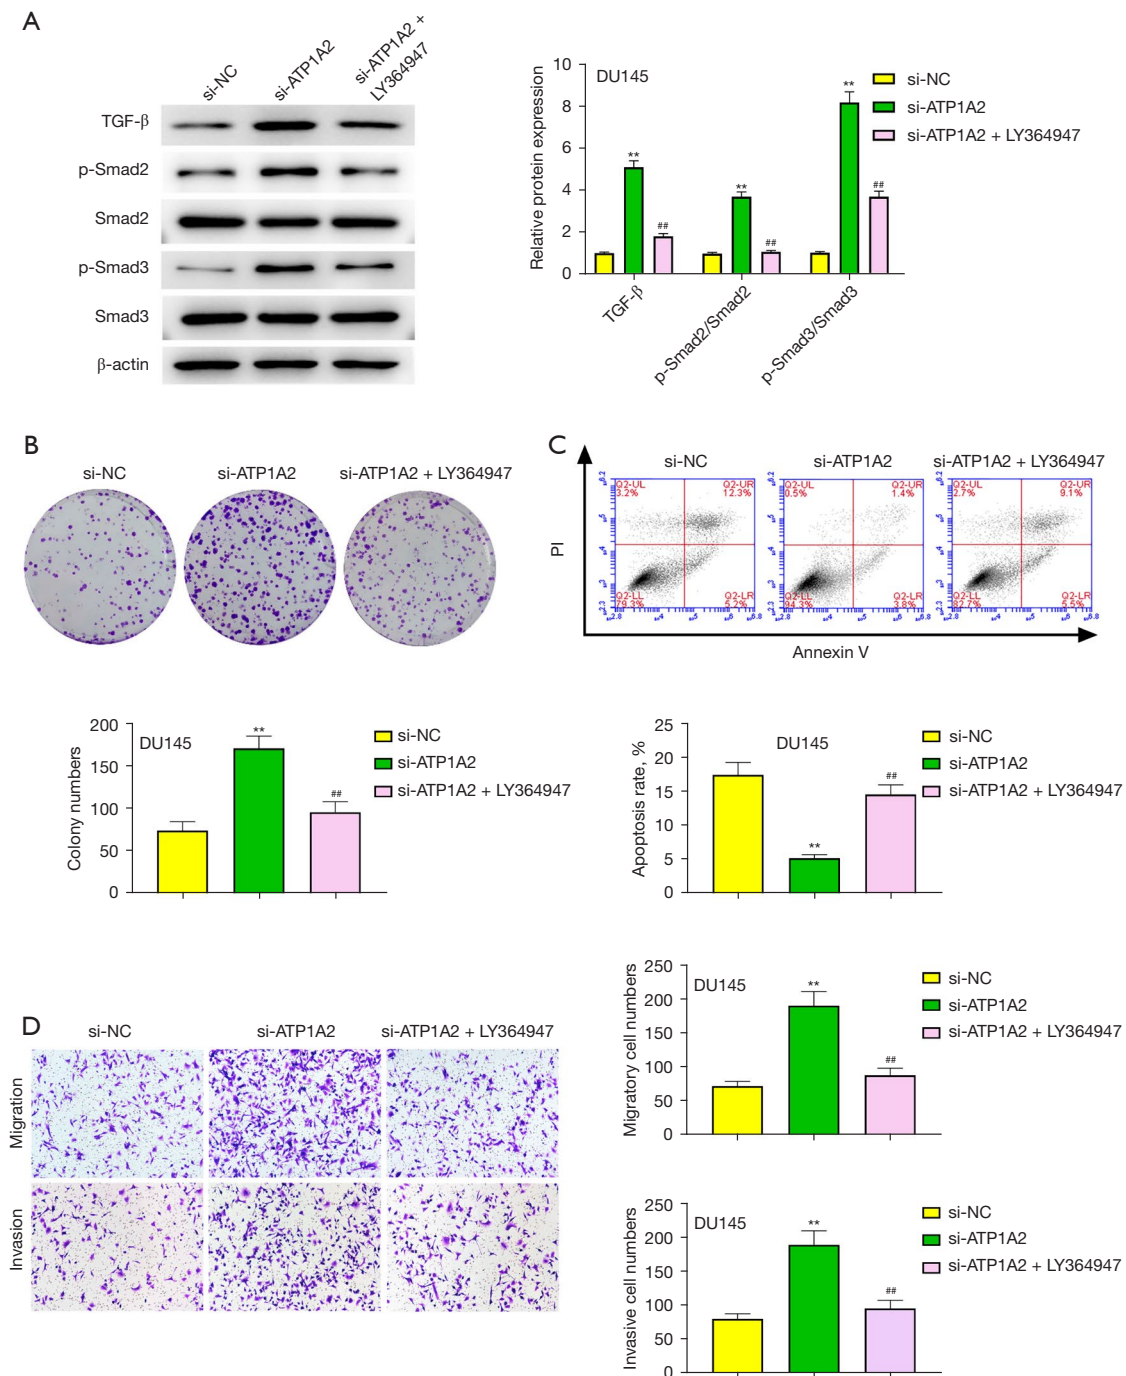 A
si-NC
si-ATP1A2
si-ATP1A2 +
LY364947
TGF-β
p-Smad2
Smad2
p-Smad3
Smad3
β-actin
Relative protein expression
10
8
6
4
2
0
DU145
**
##
**
##
**
##
TGF-β
p-Smad2/Smad2
p-Smad3/Smad3
si-NC
si-ATP1A2
si-ATP1A2 + LY364947
B
si-NC
si-ATP1A2
si-ATP1A2 + LY364947
Colony numbers
200
150
100
50
0
DU145
**
##
si-NC
si-ATP1A2
si-ATP1A2 + LY364947
C
si-NC
si-ATP1A2
si-ATP1A2 + LY364947
PI
Q2-UL
3.2%
Q2-UR
12.3%
Q2-LL
79.3%
Q2-LR
5.2%
Q2-UL
0.5%
Q2-UR
1.4%
Q2-LL
94.3%
Q2-LR
3.8%
Q2-UL
2.7%
Q2-UR
9.1%
Q2-LL
82.7%
Q2-LR
5.5%
Annexin V
Apoptosis rate, %
25
20
15
10
5
0
DU145
**
##
si-NC
si-ATP1A2
si-ATP1A2 + LY364947
D
si-NC
si-ATP1A2
si-ATP1A2 + LY364947
Migration
Invasion
Migratory cell numbers
250
200
150
100
50
0
DU145
**
##
si-NC
si-ATP1A2
si-ATP1A2 + LY364947
Invasive cell numbers
250
200
150
100
50
0
DU145
**
##
si-NC
si-ATP1A2
si-ATP1A2 + LY364947